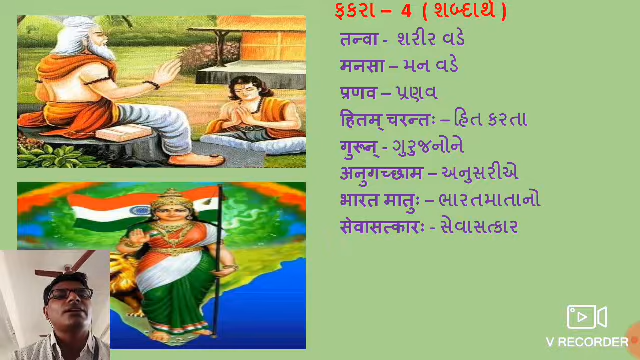 ફકરા – 4 ( શબ્દાર્થ )
तन्वा - શરીર વડે
मनसा – મન વડે
प्रणव – પ્રણવ
हितम् चरन्तः – હિત કરતા
गुरून् - ગુરુજનોને
अनुगच्छाम – અનુસરીએ
भारत मातुः – ભારતમાતાનો
सेवासत्कारः - સેવાસત્કાર
V RECORDER